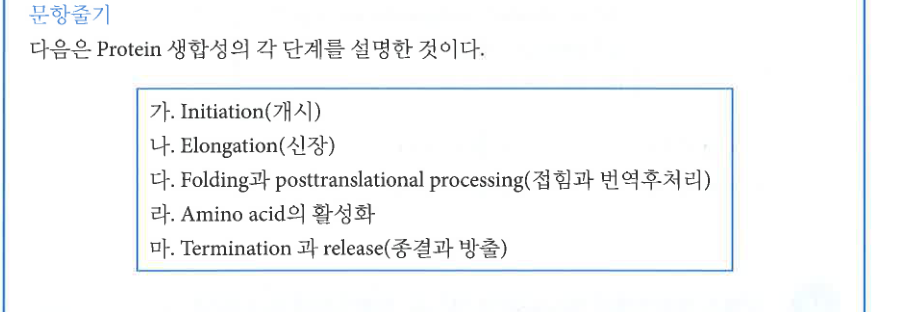 문항줄기
다음은 Protein 생합성의 각 단계를 설명한 것이다.
가. Initiation(개시)
나. Elongation(신장)
다. Folding과 posttranslational processing(접힘과 번역후처리)
라. Amino acid의 활성화
마. Termination 과 release(종결과 방출)